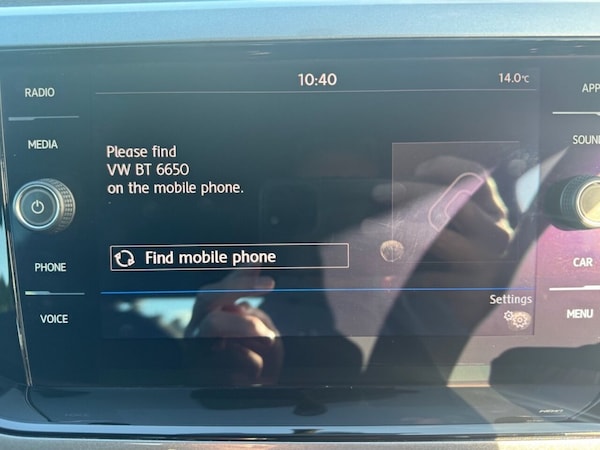 10:40
14.0°C
RADIO
MEDIA
PHONE
VOICE
Please find
VW BT 6650
on the mobile phone.
Find mobile phone
Settings
APP
SOUN
CAR
MENU